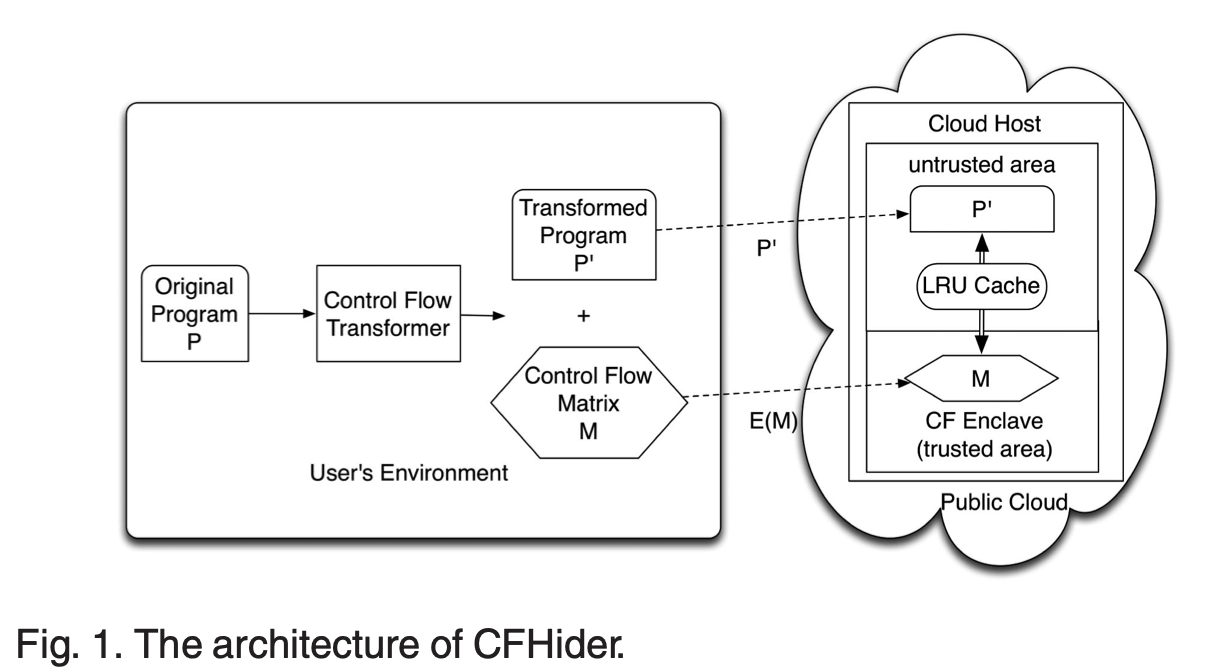 Original
Program
P
Control Flow
Transformer
Transformed
Program
P'
+
Control Flow
Matrix
M
User's Environment
P'
E(M)
Cloud Host
untrusted area
P'
LRU Cache
M
CF Enclave
(trusted area)
Public Cloud
Fig. 1. The architecture of CFHider.